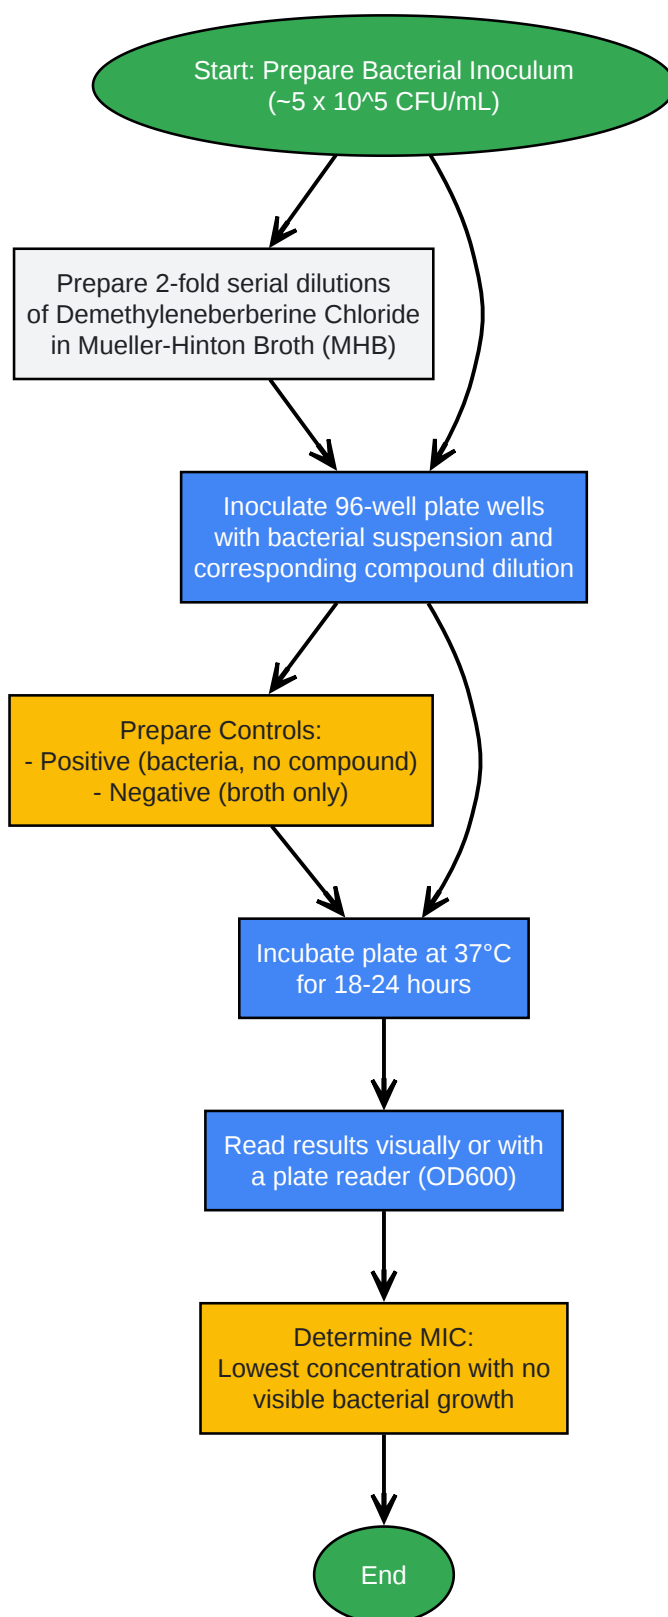 Start: Prepare Bacterial Inoculum
(~5 x 10^5 CFU/mL)
Prepare 2-fold serial dilutions
of Demethyleneberberine Chloride
in Mueller-Hinton Broth (MHB)
Inoculate 96-well plate wells
with bacterial suspension and
corresponding compound dilution
Prepare Controls:
- Positive (bacteria, no compound)
- Negative (broth only)
Incubate plate at 37°C
for 18-24 hours
Read results visually or with
a plate reader (OD600)
Determine MIC:
Lowest concentration with no
visible bacterial growth
End